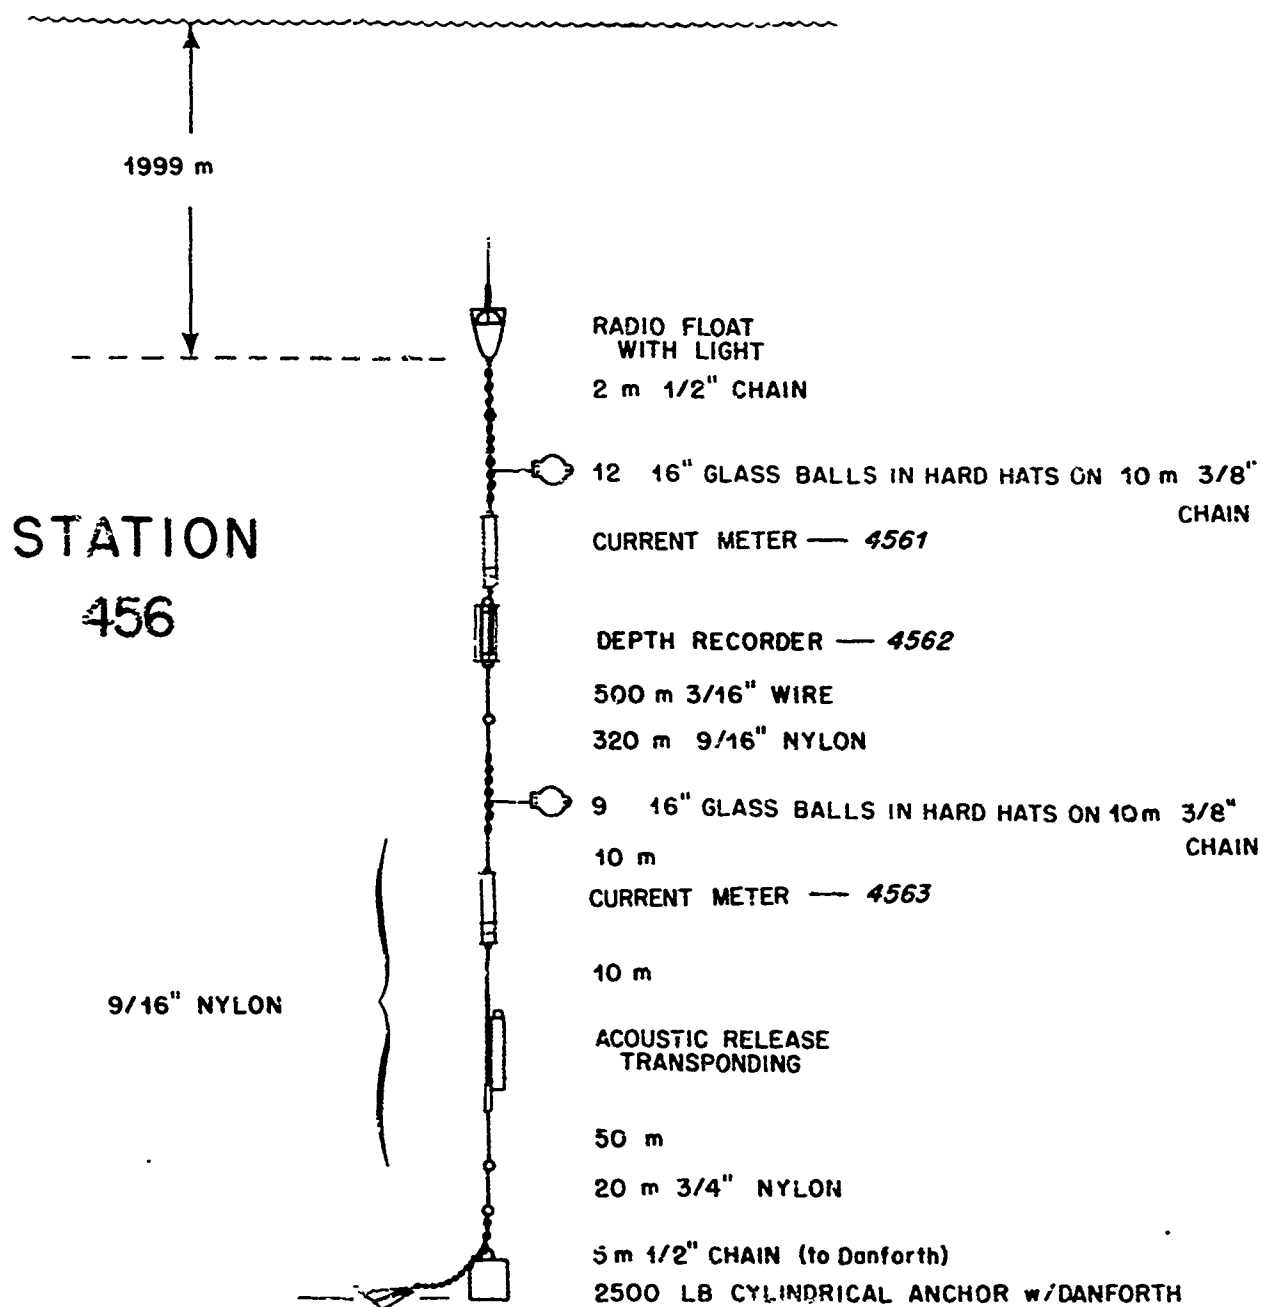 1999 m
RADIO FLOAT
WITH LIGHT
2 m 1/2" CHAIN
12 16" GLASS BALLS IN HARD HATS ON 10 m 3/8"
CHAIN
STATION
456
CURRENT METER — 4561
DEPTH RECORDER — 4562
500 m 3/16" WIRE
320 m 9/16" NYLON
9 16" GLASS BALLS IN HARD HATS ON 10 m 3/8"
CHAIN
10 m
CURRENT METER — 4563
10 m
9/16" NYLON
ACOUSTIC RELEASE
TRANSPONDING
50 m
20 m 3/4" NYLON
5 m 1/2" CHAIN (to Danforth)
2500 LB CYLINDRICAL ANCHOR w/DANFORTH